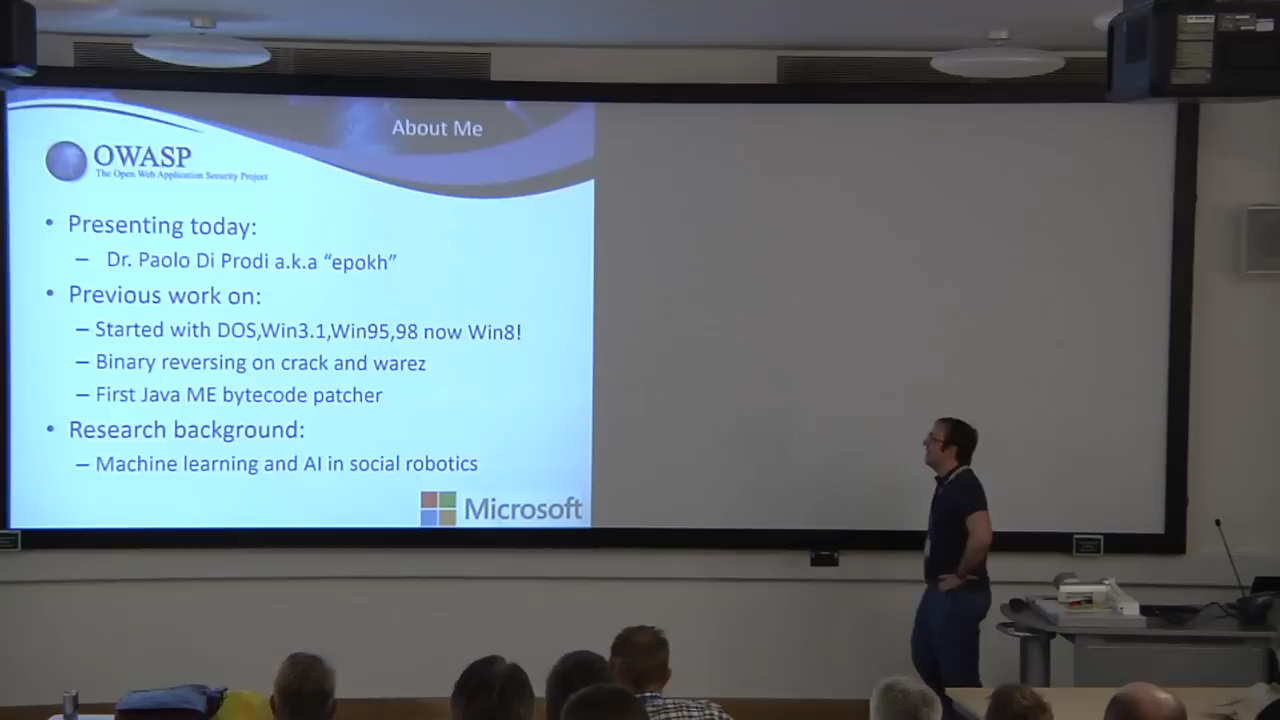 About Me
OWASP
The Open Web Application Security Project
• Presenting today:
– Dr. Paolo Di Prodi a.k.a “epokh”
• Previous work on:
– Started with DOS,Win3.1,Win95,98 now Win8!
– Binary reversing on crack and warez
– First Java ME bytecode patcher
• Research background:
– Machine learning and AI in social robotics
Microsoft